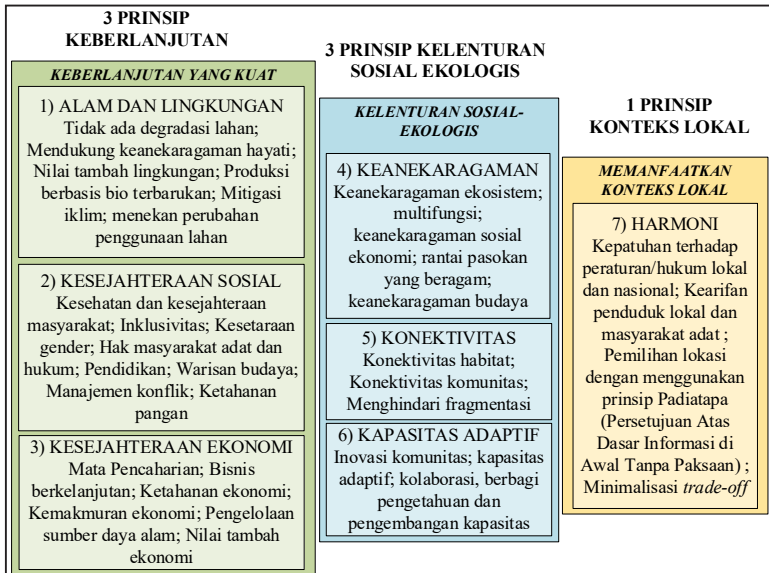 3 PRINSIP
KEBERLANJUTAN
KEBERLANJUTAN YANG KUAT
1) ALAM DAN LINGKUNGAN
Tidak ada degradasi lahan;
Mendukung keanekaragaman hayati;
Nilai tambah lingkungan; Produksi
berbasis bio terbarukan; Mitigasi
iklim; menekan perubahan
penggunaan lahan
2) KESEJAHTERAAN SOSIAL
Kesehatan dan kesejahteraan
masyarakat; Inklusivitas; Kesetaraan
gender; Hak masyarakat adat dan
hukum; Pendidikan; Warisan budaya;
Manajemen konflik; Ketahanan
pangan
3) KESEJAHTERAAN EKONOMI
Mata Pencaharian; Bisnis
berkelanjutan; Ketahanan ekonomi;
Kemakmuran ekonomi; Pengelolaan
sumber daya alam; Nilai tambah
ekonomi
3 PRINSIP KELENTURAN
SOSIAL EKOLOGIS
KELENTURAN SOSIAL-
EKOLOGIS
4) KEANEKARAGAMAN
Keanekaragaman ekosistem;
multifungsi;
keanekaragaman sosial
ekonomi; rantai pasokan
yang beragam;
keanekaragaman budaya
5) KONEKTIVITAS
Konektivitas habitat;
Konektivitas komunitas;
Menghindari fragmentasi
6) KAPASITAS ADAPTIF
Inovasi komunitas; kapasitas
adaptif; kolaborasi, berbagi
pengetahuan dan
pengembangan kapasitas
1 PRINSIP
KONTEKS LOKAL
MEMANFAATKAN
KONTEKS LOKAL
7) HARMONI
Kepatuhan terhadap
peraturan/hukum lokal
dan nasional; Kearifan
penduduk lokal dan
masyarakat adat ;
Pemilihan lokasi
dengan menggunakan
prinsip Padiatapa
(Persetujuan Atas
Dasar Informasi di
Awal Tanpa Paksaan) ;
Minimalisasi trade-off